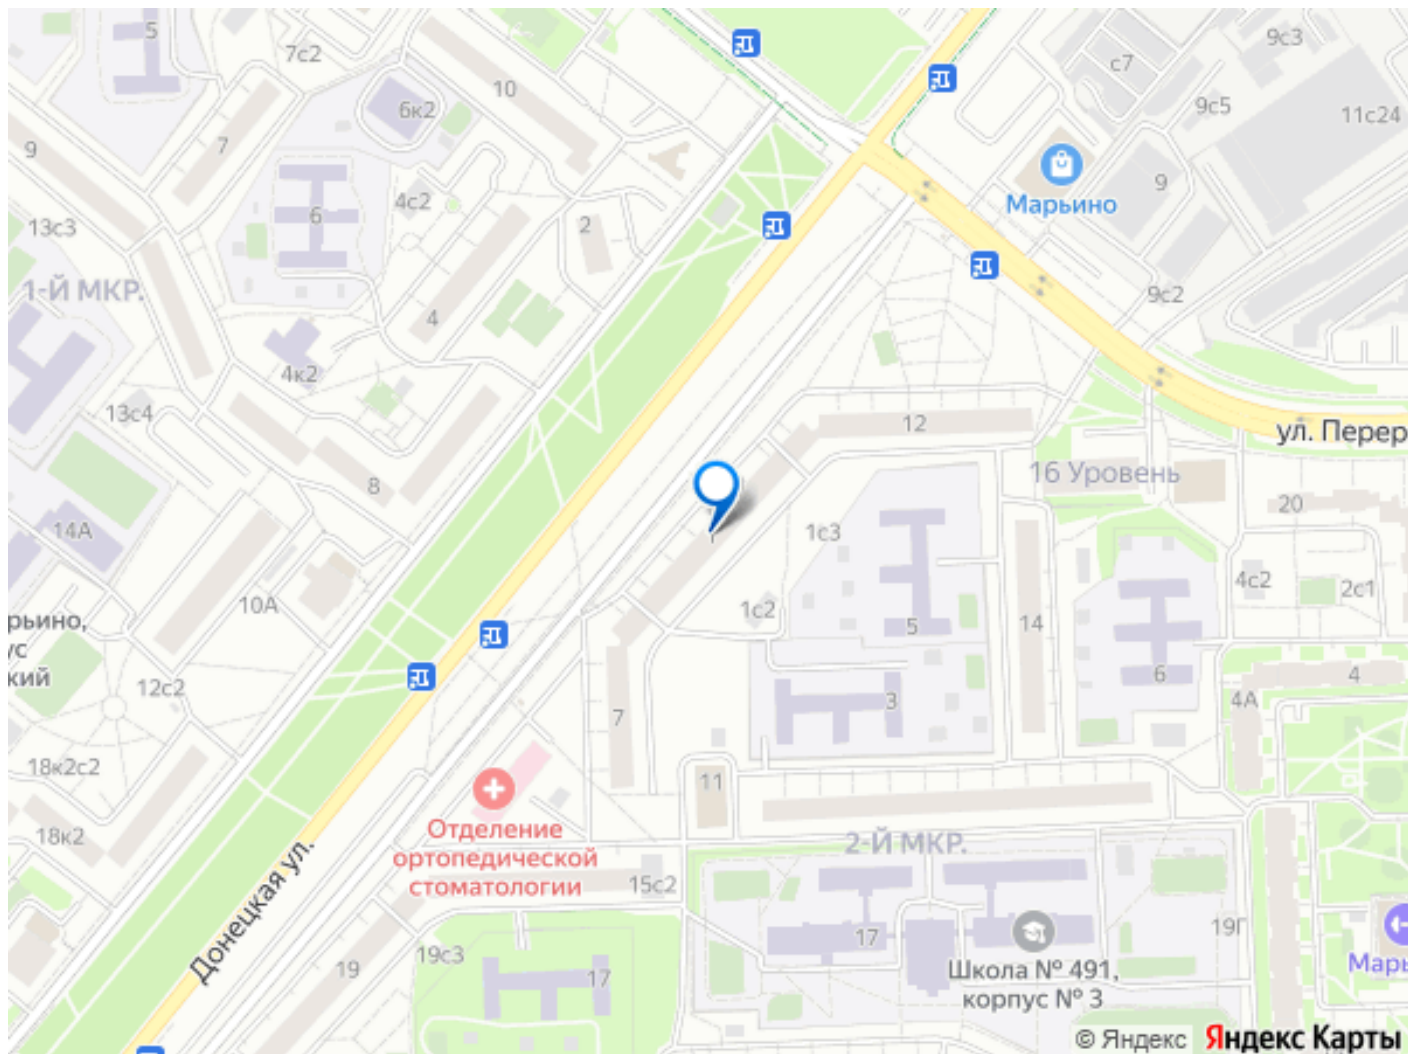 5
7с2
9с3
с7
10
6к2
9с5
11с24
7
9
4с2
6
2
9
Марьино
13с3
1-Й МКР.
9с2
4
4к2
13с4
12
ул. Перер
8
16 Уровень
20
14А
1с3
1
10А
1с2
4с2
2с1
5
14
рьино,
ус
кий
12с2
6
4
3
4А
7
18к2с2
11
18к2
Отделение
ортопедической
стоматологии
2-Й МКР.
15с2
Донецкая ул.
19с3
19
17
17
19Г
Школа № 491,
корпус № 3
Марь
© Яндекс
Яндекс Карты